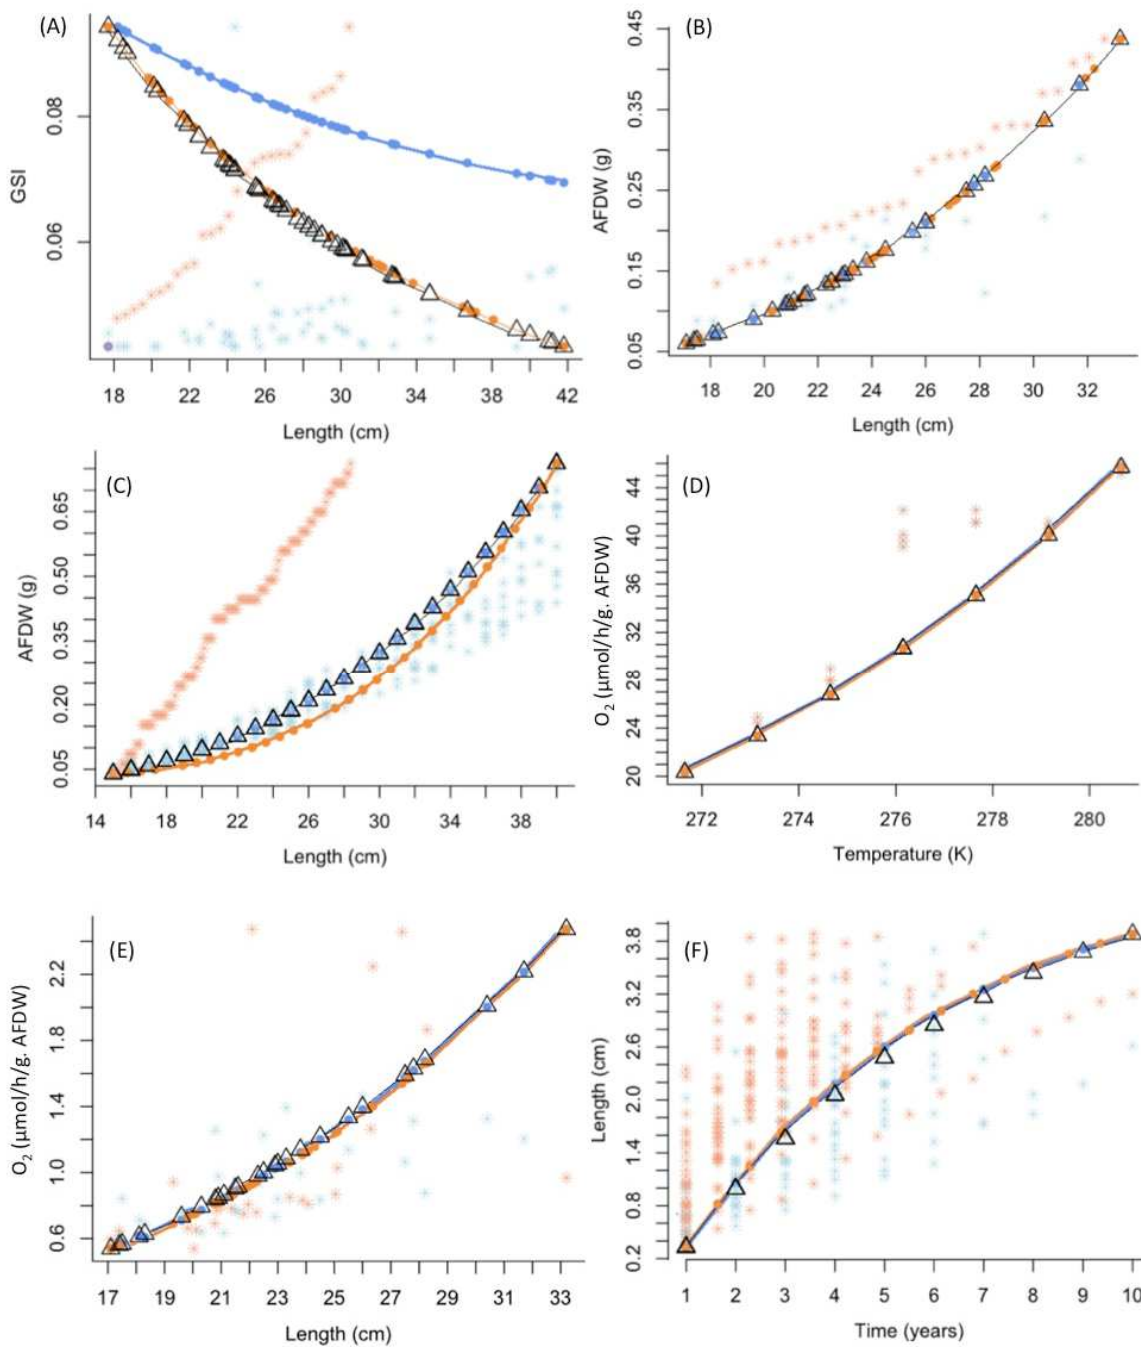 (A)
GSI
0.08
0.06
18 22 26 30 34 38 42
Length (cm)
(B)
AFDW (g)
0.45
0.35
0.25
0.15
0.05
18 20 22 24 26 28 30 32
Length (cm)
(C)
AFDW (g)
0.65
0.50
0.35
0.20
0.05
14 18 22 26 30 34 38
Length (cm)
(D)
O₂ (µmol/h/g. AFDW)
44
40
36
32
28
24
20
272 274 276 278 280
Temperature (K)
(E)
O₂ (µmol/h/g. AFDW)
2.2
1.8
1.4
1.0
0.6
17 19 21 23 25 27 29 31 33
Length (cm)
(F)
Length (cm)
3.8
3.2
2.6
2.0
1.4
0.8
0.2
1 2 3 4 5 6 7 8 9 10
Time (years)